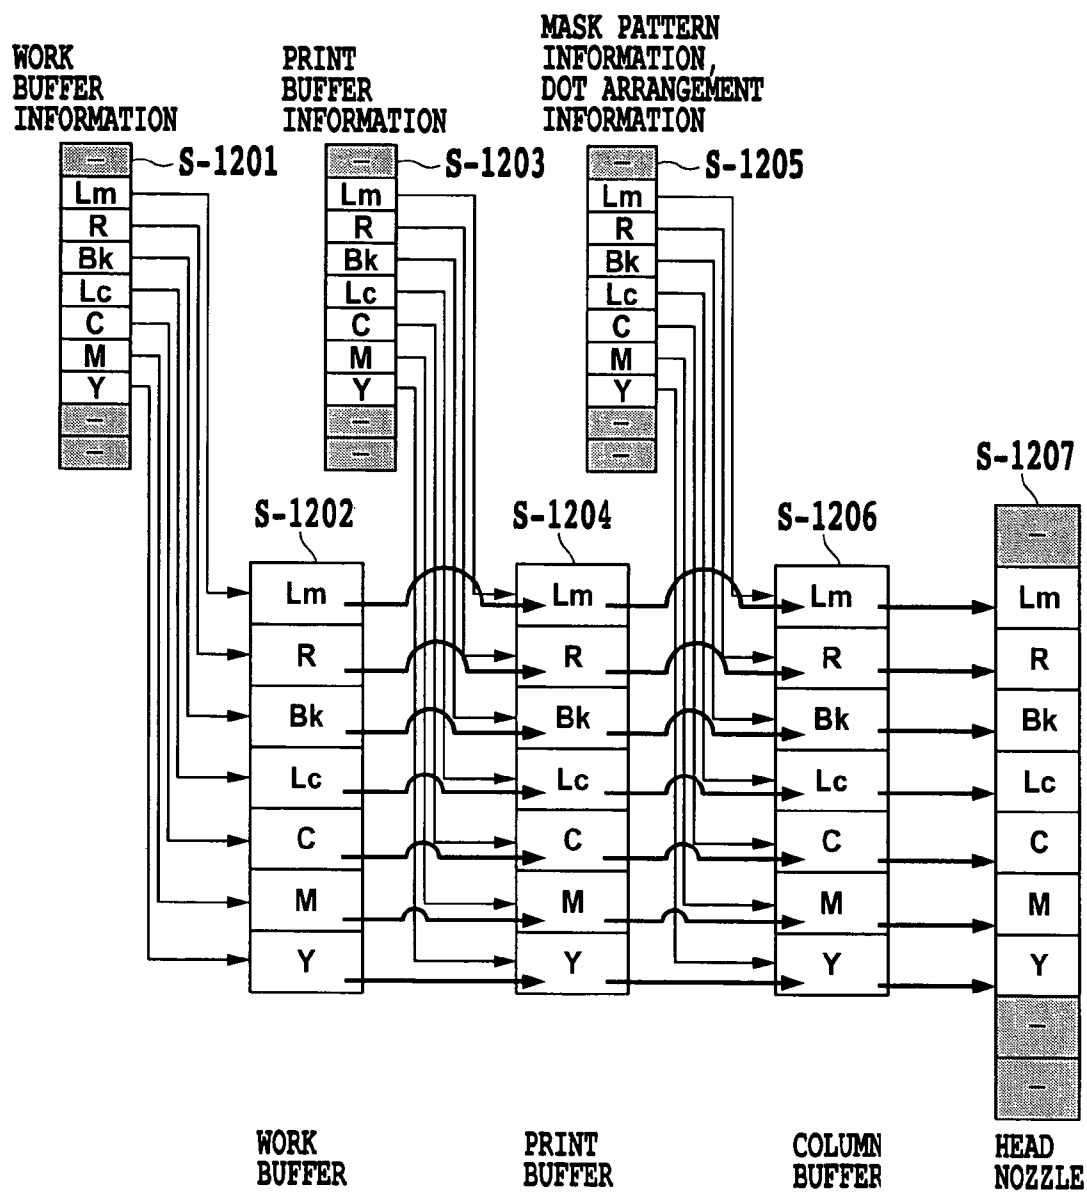 WORK
BUFFER
INFORMATION
PRINT
BUFFER
INFORMATION
MASK PATTERN
INFORMATION,
DOT ARRANGEMENT
INFORMATION
-
S-1201
Lm
R
Bk
Lc
C
M
Y
-
-
-
S-1203
Lm
R
Bk
Lc
C
M
Y
-
-
-
S-1205
Lm
R
Bk
Lc
C
M
Y
-
-
S-1202
Lm
R
Bk
Lc
C
M
Y
S-1204
Lm
R
Bk
Lc
C
M
Y
S-1206
Lm
R
Bk
Lc
C
M
Y
S-1207
-
Lm
R
Bk
Lc
C
M
Y
-
-
WORK
BUFFER
PRINT
BUFFER
COLUMN
BUFFER
HEAD
NOZZLE